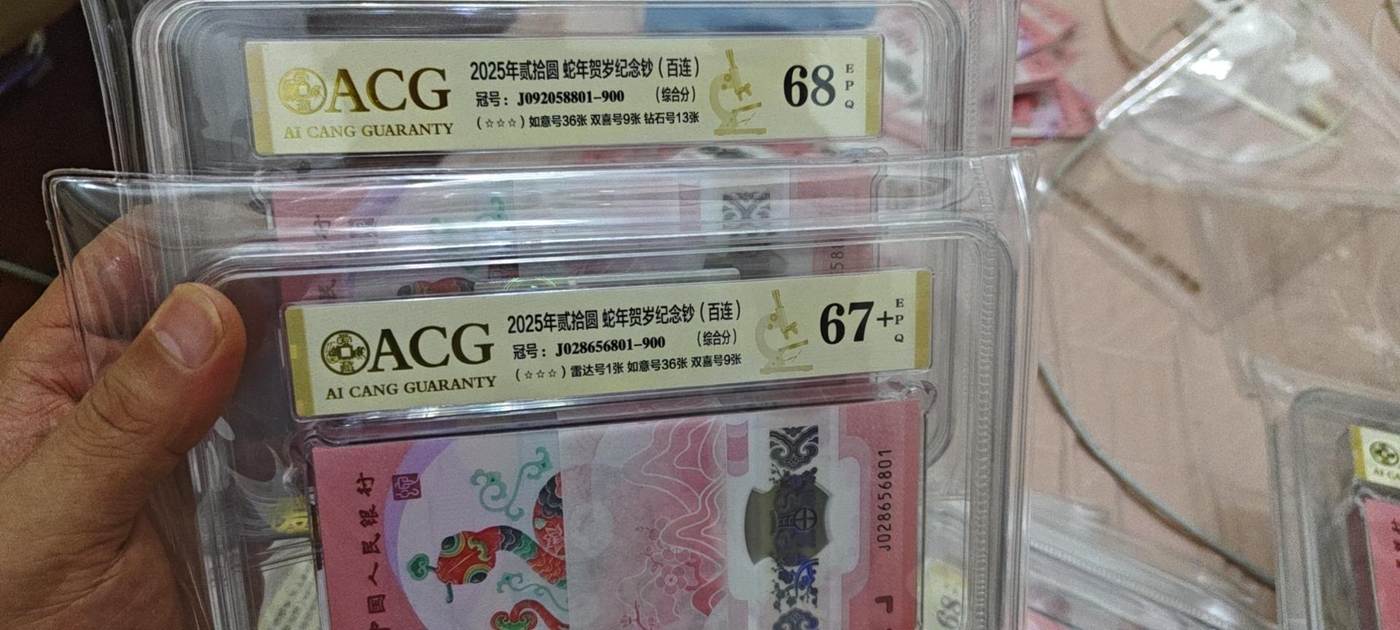 ACG
AI CANG GUARANTY
2025年贰拾圆 蛇年贺岁纪念钞（百连）
冠号：J092058801-900 （综合分）
（☆☆☆）如意号36张 双喜号9张 钻石号13张
68
EPQ
ACG
AI CANG GUARANTY
2025年贰拾圆 蛇年贺岁纪念钞（百连）
冠号：J028656801-900 （综合分）
（☆☆☆）雷达号1张 如意号36张 双喜号9张
67+
EPQ
中国人民银行
J028656801
68
AI CA